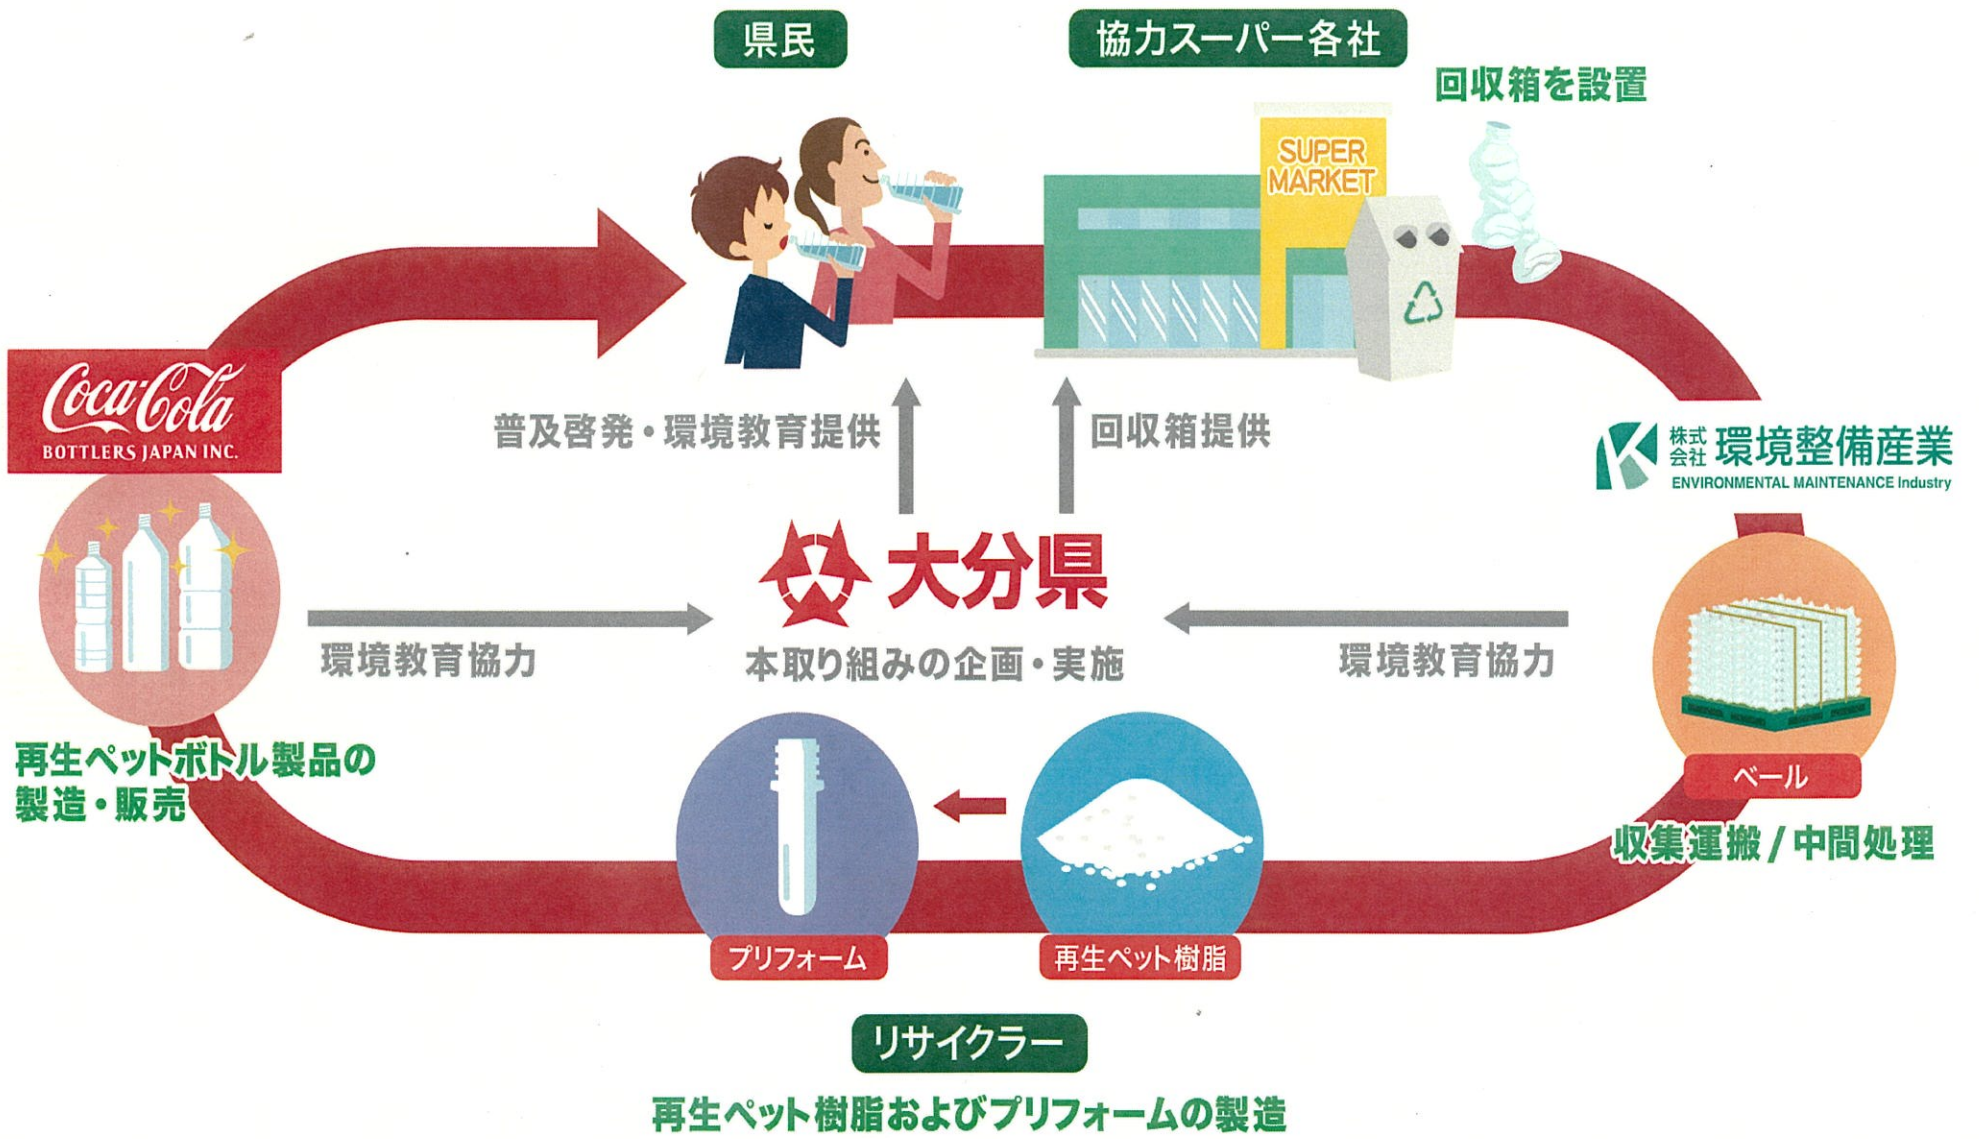 県民
協力スーパー各社
回収箱を設置
SUPER
MARKET
Coca-Cola
BOTTLERS JAPAN INC.
普及啓発・環境教育提供
回収箱提供
株式会社 環境整備産業
ENVIRONMENTAL MAINTENANCE Industry
大分県
本取り組みの企画・実施
環境教育協力
環境教育協力
再生ペットボトル製品の
製造・販売
ベール
収集運搬 / 中間処理
プリフォーム
再生ペット樹脂
リサイクラー
再生ペット樹脂およびプリフォームの製造